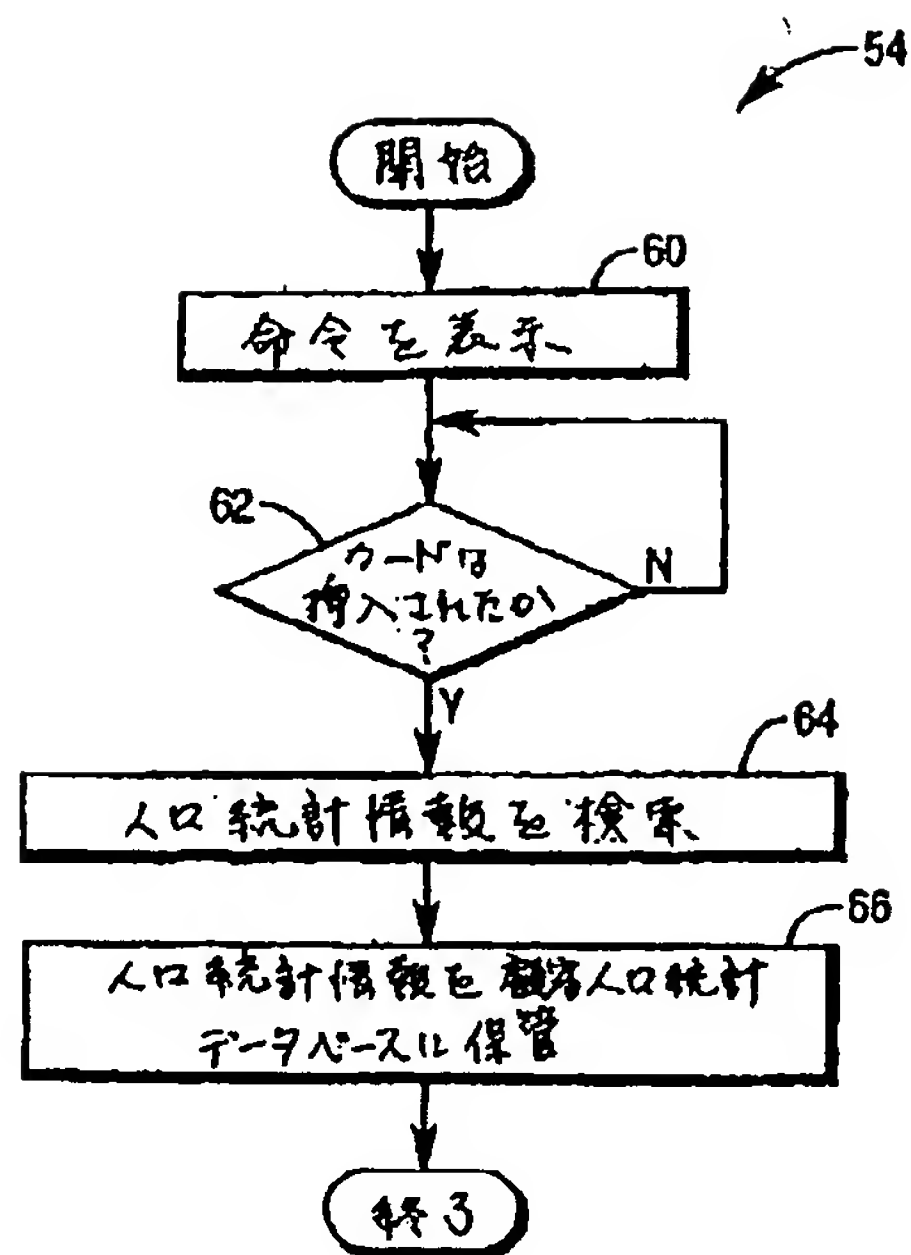 54
開始
60
命令を表示
62
カードは
挿入されたか
?
N
Y
64
人口統計情報を検索
66
人口統計情報を顧客人口統計
データベースに保管
終了